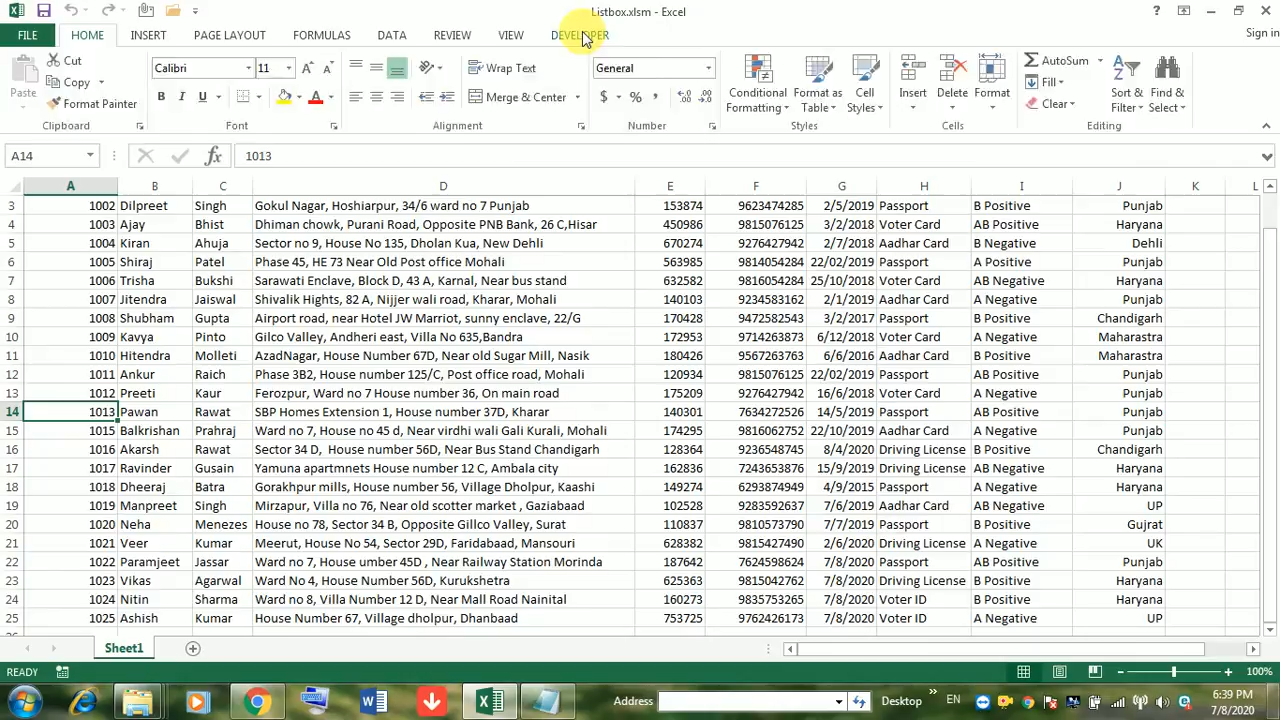 Listbox.xlsm - Excel
?
Sign in
FILE HOME INSERT PAGE LAYOUT FORMULAS DATA REVIEW VIEW DEVELOPER
Paste
Cut
Copy
Format Painter
Clipboard
Calibri 11
B I U A
Font
Wrap Text
Merge & Center
Alignment
General
$ % ,
Number
Conditional Formatting
Format as Table
Cell Styles
Styles
Insert Delete Format
Cells
AutoSum
Fill
Clear
Sort & Filter
Find & Select
Editing
A14 fx 1013
A B C D E F G H I J K L
3 1002 Dilpreet Singh Gokul Nagar, Hoshiarpur, 34/6 ward no 7 Punjab 153874 9623474285 2/5/2019 Passport B Positive Punjab
4 1003 Ajay Bhist Dhiman chowk, Purani Road, Opposite PNB Bank, 26 C,Hisar 450986 9815076125 3/2/2018 Voter Card AB Positive Haryana
5 1004 Kiran Ahuja Sector no 9, House No 135, Dholan Kua, New Delhi 670274 9276427942 2/2/2018 Aadhar Card B Negative Dehli
6 1005 Shiraj Patel Phase 45, HE 73 Near Old Post office Mohali 563985 9814054284 22/02/2019 Passport A Positive Punjab
7 1006 Trisha Bukshi Sarawati Enclave, Block D, 43 A, Karnal, Near bus stand 632582 9816054284 25/10/2018 Voter Card AB Negative Haryana
8 1007 Jitendra Jaiswal Shivalik Hights, 82 A, Nijjer wali road, Kharar, Mohali 140103 9234583162 2/1/2019 Aadhar Card A Negative Punjab
9 1008 Shubham Gupta Airport road, near Hotel JW Marriot, sunny enclave, 22/G 170428 9472582543 3/2/2017 Passport B Positive Chandigarh
10 1009 Kavya Pinto Gilco Valley, Andheri east, Villa No 635,Bandra 172953 9714263873 6/12/2018 Voter Card A Negative Maharastra
11 1010 Hitendra Molleti AzadNagar, House Number 67D, Near old Sugar Mill, Nasik 180426 9567263763 6/6/2016 Aadhar Card B Positive Maharastra
12 1011 Ankur Raich Phase 3B2, House number 125/C, Post office road, Mohali 120934 9815076125 22/02/2019 Passport AB Positive Punjab
13 1012 Preeti Kaur Ferozpur, Ward no 7 House number 36, On main road 175209 9276427942 16/6/2018 Voter Card A Negative Punjab
14 1013 Pawan Rawat SBP Homes Extension 1, House number 37D, Kharar 140301 7634272526 14/5/2019 Passport AB Positive Punjab
15 1015 Balkrishan Prahraj Ward no 7, House no 45 d, Near virdhi wali Gali Kurali, Mohali 174295 9816062752 22/10/2019 Aadhar Card A Negative Punjab
16 1016 Akarsh Rawat Sector 34 D, House number 56D, Near Bus Stand Chandigarh 128364 9236548745 8/4/2020 Driving License B Positive Chandigarh
17 1017 Ravinder Gusain Yamuna apartmnets House number 12 C, Ambala city 162836 7243653876 15/9/2019 Driving License AB Negative Haryana
18 1018 Dheeraj Batra Gorakhpur mills, House number 56, Village Dholpur, Kaashi 149274 6293874949 4/9/2015 Passport A Negative Haryana
19 1019 Manpreet Singh Mirzapur, Villa no 76, Near old scotter market , Gaziabaad 102528 9283592637 7/6/2019 Aadhar Card AB Negative UP
20 1020 Neha Menezes House no 78, Sector 34 B, Opposite Gillco Valley, Surat 110837 9810573790 7/7/2019 Passport B Positive Gujrat
21 1021 Veer Kumar Meerut, House No 54, Sector 29D, Faridabaad, Mansouri 628382 9815427490 2/6/2020 Driving License A Negative UK
22 1022 Paramjeet Jassar Ward no 7, House umber 45D , Near Railway Station Morinda 187642 7624598624 7/8/2020 Passport AB Positive Punjab
23 1023 Vikas Agarwal Ward No 4, House Number 56D, Kurukshetra 625363 9815042762 7/8/2020 Driving License B Positive Haryana
24 1024 Nitin Sharma Ward no 8, Villa Number 12 D, Near Mall Road Nainital 160273 9835753265 7/8/2020 Voter ID B Positive Haryana
25 1025 Ashish Kumar House Number 67, Village dholpur, Dhanbaad 753725 9762426173 7/8/2020 Voter ID A Negative UP
Sheet1
READY 100%
Address Desktop EN 6:39 PM
7/8/2020